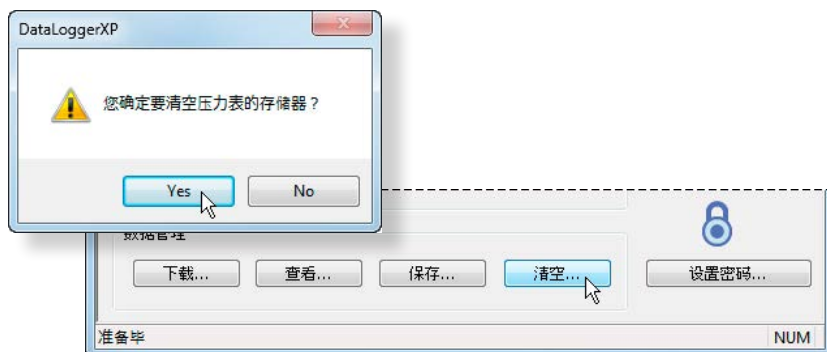 DataLoggerXP
您确定要清空压力表的存储器？
Yes
No
数据管理
下载...
查看...
保存...
清空...
设置密码...
准备毕
NUM